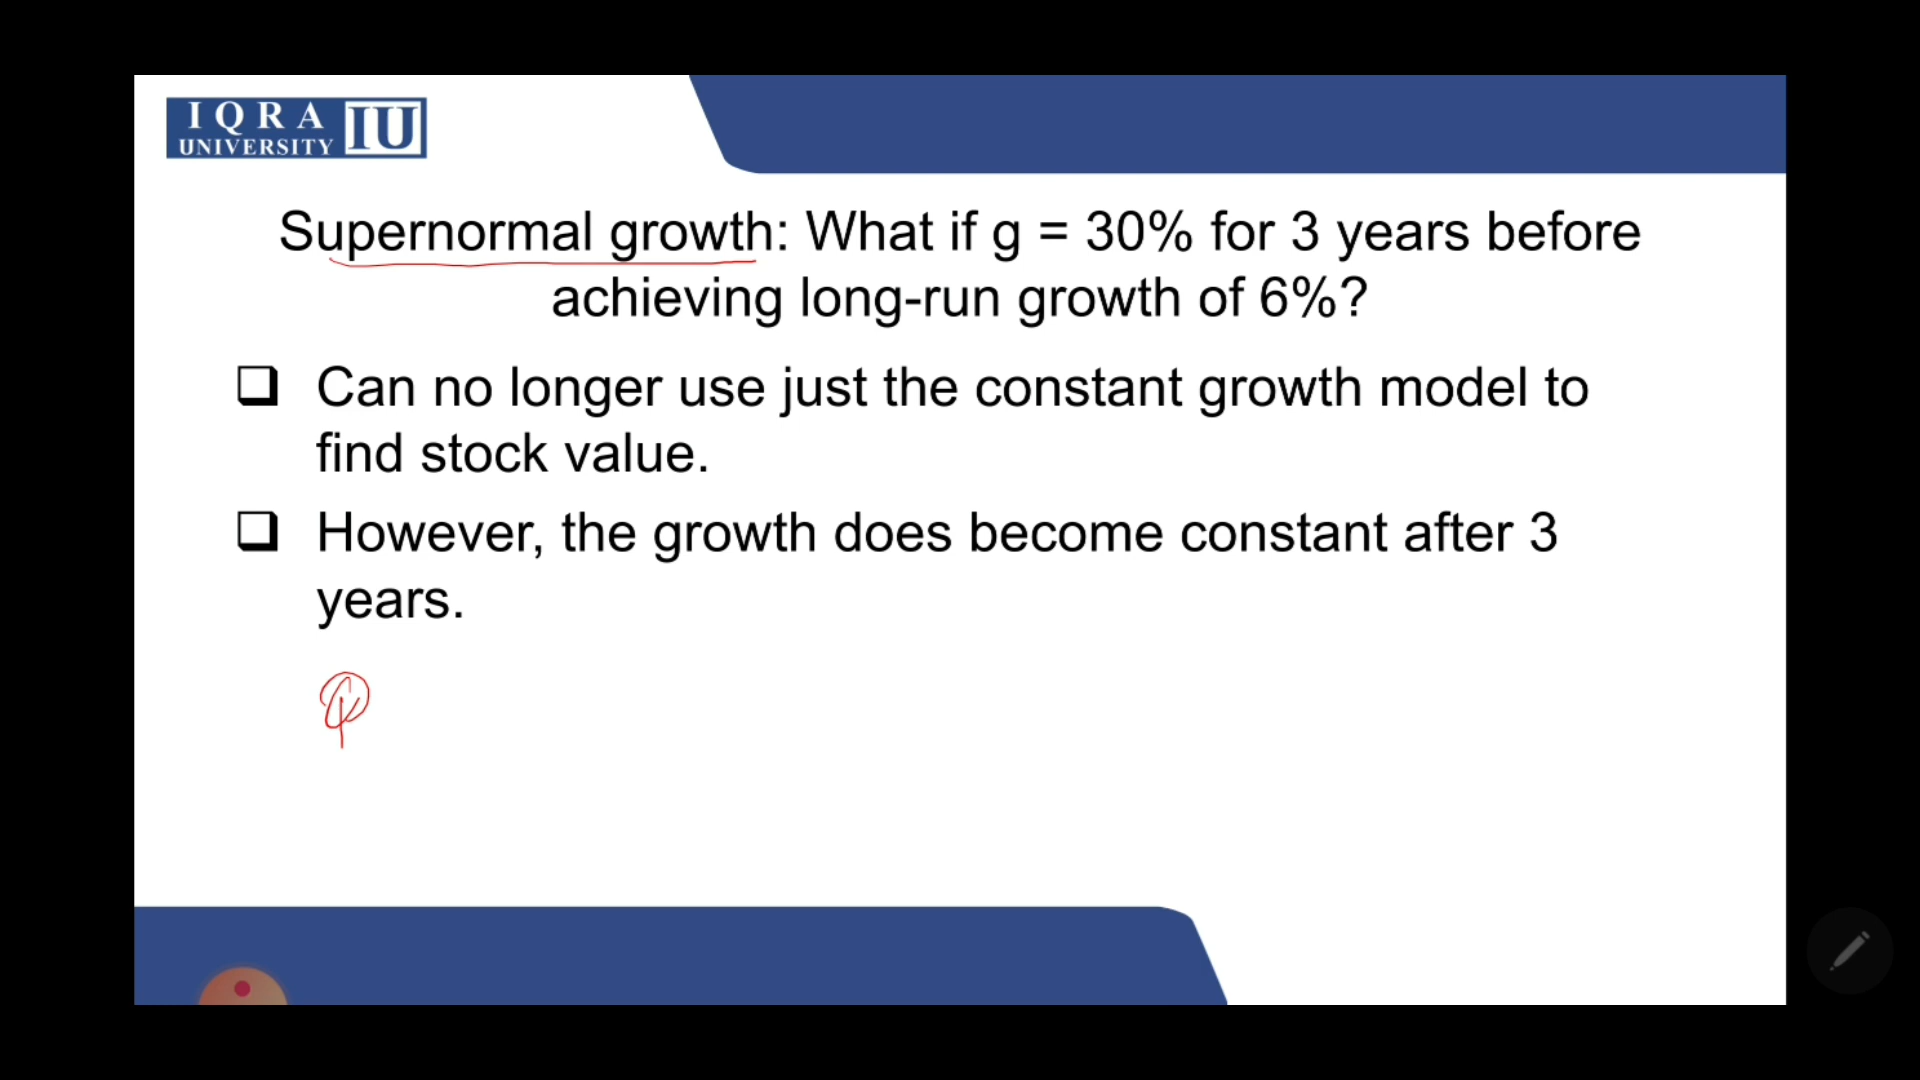 IQRA
UNIVERSITY IU
Supernormal growth: What if g = 30% for 3 years before
achieving long-run growth of 6%?
Can no longer use just the constant growth model to
find stock value.
However, the growth does become constant after 3
years.